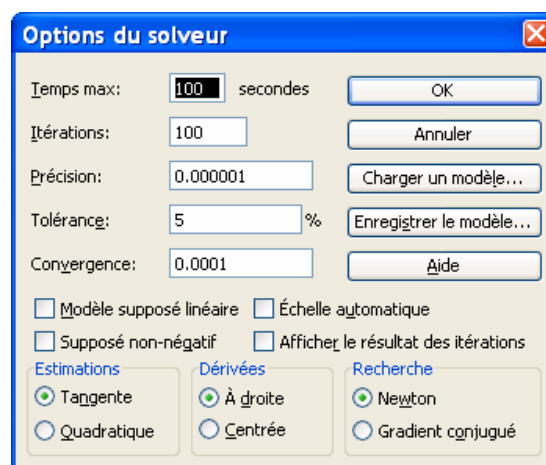 Options du solveur
Temps max: 100 secondes OK
Itérations: 100 Annuler
Précision: 0.000001 Charger un modèle...
Tolérance: 5 % Enregistrer le modèle...
Convergence: 0.0001 Aide
Modèle supposé linéaire Échelle automatique
Supposé non-négatif Afficher le résultat des itérations
Estimations Dérivées Recherche
Tangente À droite Newton
Quadratique Centrée Gradient conjugué